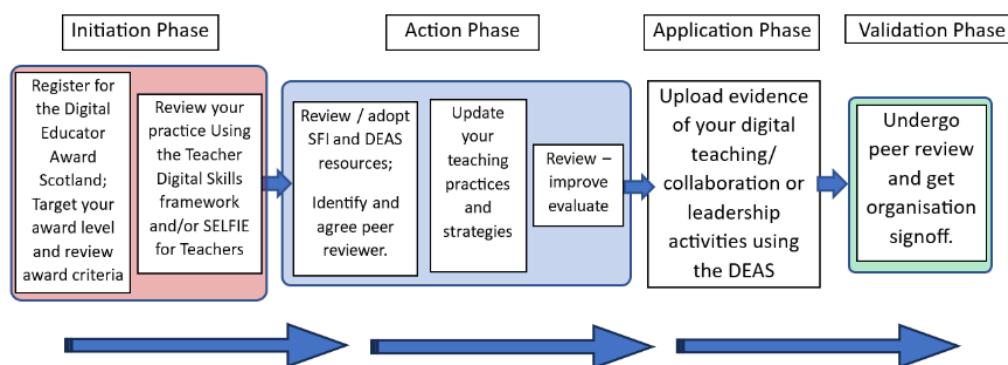 Initiation Phase
Action Phase
Application Phase
Validation Phase
Register for
the Digital
Educator
Award
Scotland;
Target your
award level
and review
award criteria
Review your
practice Using
the Teacher
Digital Skills
framework
and/or SELFIE
for Teachers
Review / adopt
SFI and DEAS
resources;
Identify and
agree peer
reviewer.
Update
your
teaching
practices
and
strategies
Review –
improve
evaluate
Upload evidence
of your digital
teaching/
collaboration or
leadership
activities using
the DEAS
Undergo
peer review
and get
organisation
signoff.